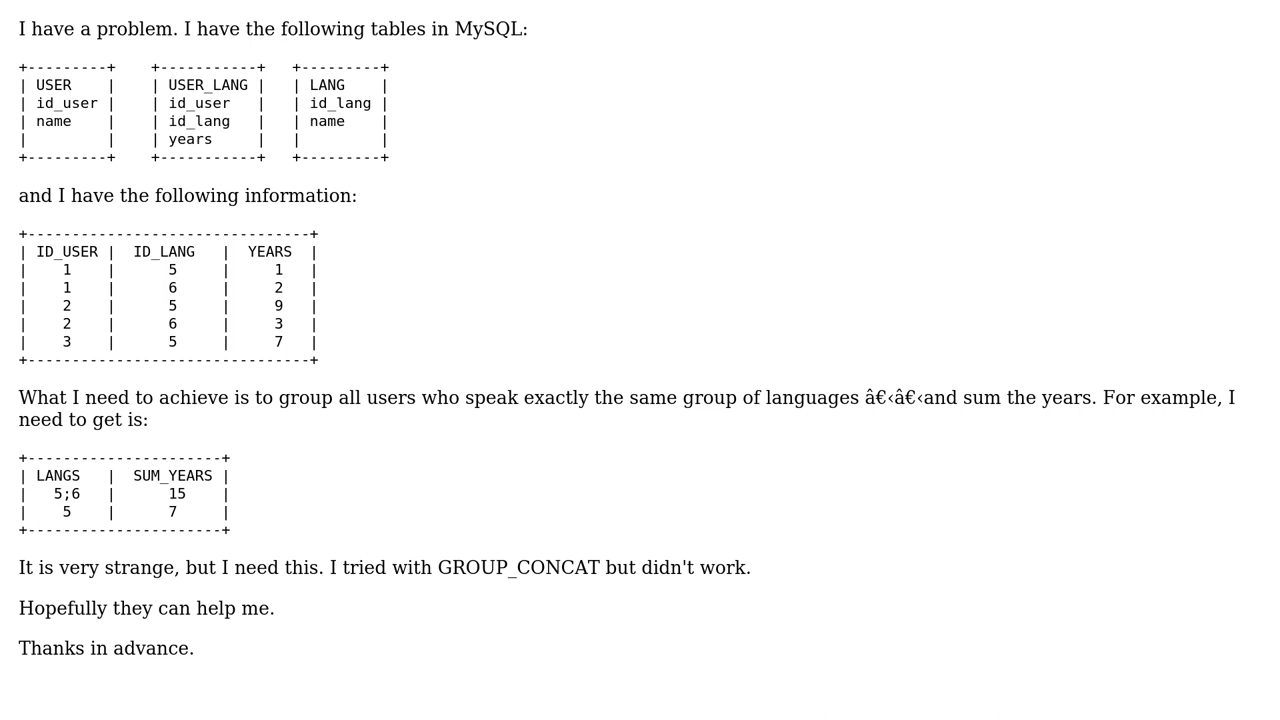 I have a problem. I have the following tables in MySQL:
+---------+    +-----------+   +---------+
| USER    |    | USER_LANG |   | LANG    |
| id_user |    | id_user   |   | id_lang |
| name    |    | id_lang   |   | name    |
|         |    | years     |   |         |
+---------+    +-----------+   +---------+
and I have the following information:
+--------------------------------+
| ID_USER |  ID_LANG   |  YEARS  |
|    1    |      5     |     1   |
|    1    |      6     |     2   |
|    2    |      5     |     9   |
|    2    |      6     |     3   |
|    3    |      5     |     7   |
+--------------------------------+
What I need to achieve is to group all users who speak exactly the same group of languages â€‹â€‹and sum the years. For example, I
need to get is:
+----------------------+
| LANGS   |  SUM_YEARS |
|   5;6   |      15    |
|    5    |      7     |
+----------------------+
It is very strange, but I need this. I tried with GROUP_CONCAT but didn't work.
Hopefully they can help me.
Thanks in advance.